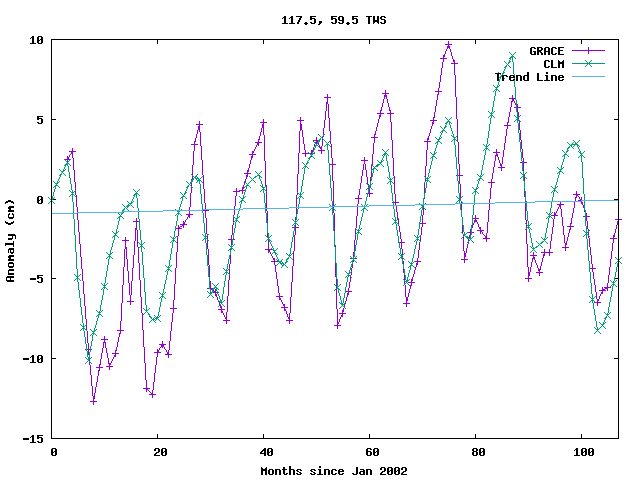 117.5, 59.5 TWS
10
5
0
-5
-10
-15
Anomaly (cm)
GRACE
CLM
Trend Line
0 20 40 60 80 100
Months since Jan 2002